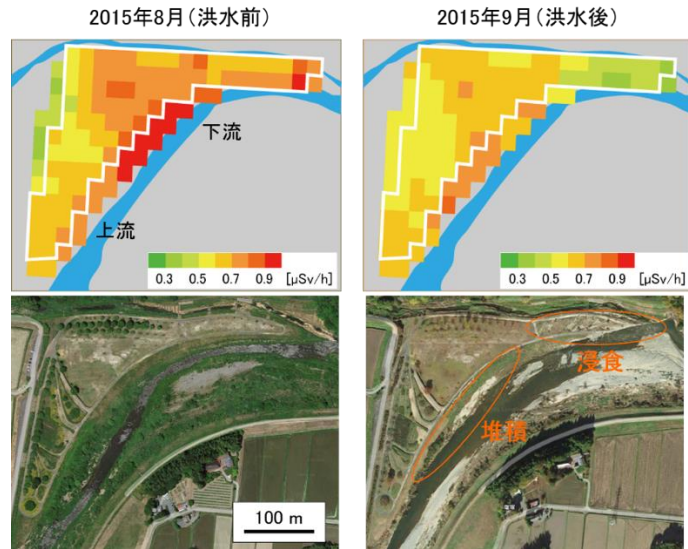 2015年8月（洪水前）
2015年9月（洪水後）
下流
上流
0.3 0.5 0.7 0.9 [μSv/h]
0.3 0.5 0.7 0.9 [μSv/h]
浸食
堆積
100 m